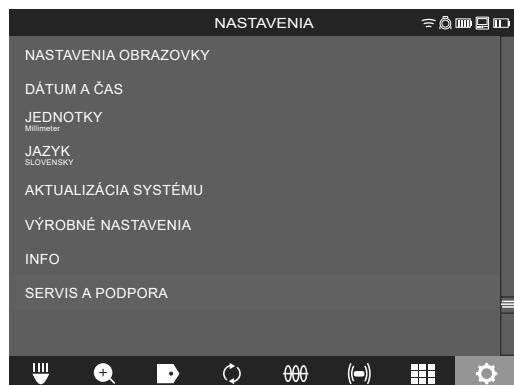 NASTAVENIA
NASTAVENIA OBRAZOVKY
DÁTUM A ČAS
JEDNOTKY
Millimeter
JAZYK
SLOVENSKY
AKTUALIZÁCIA SYSTÉMU
VÝROBNÉ NASTAVENIA
INFO
SERVIS A PODPORA